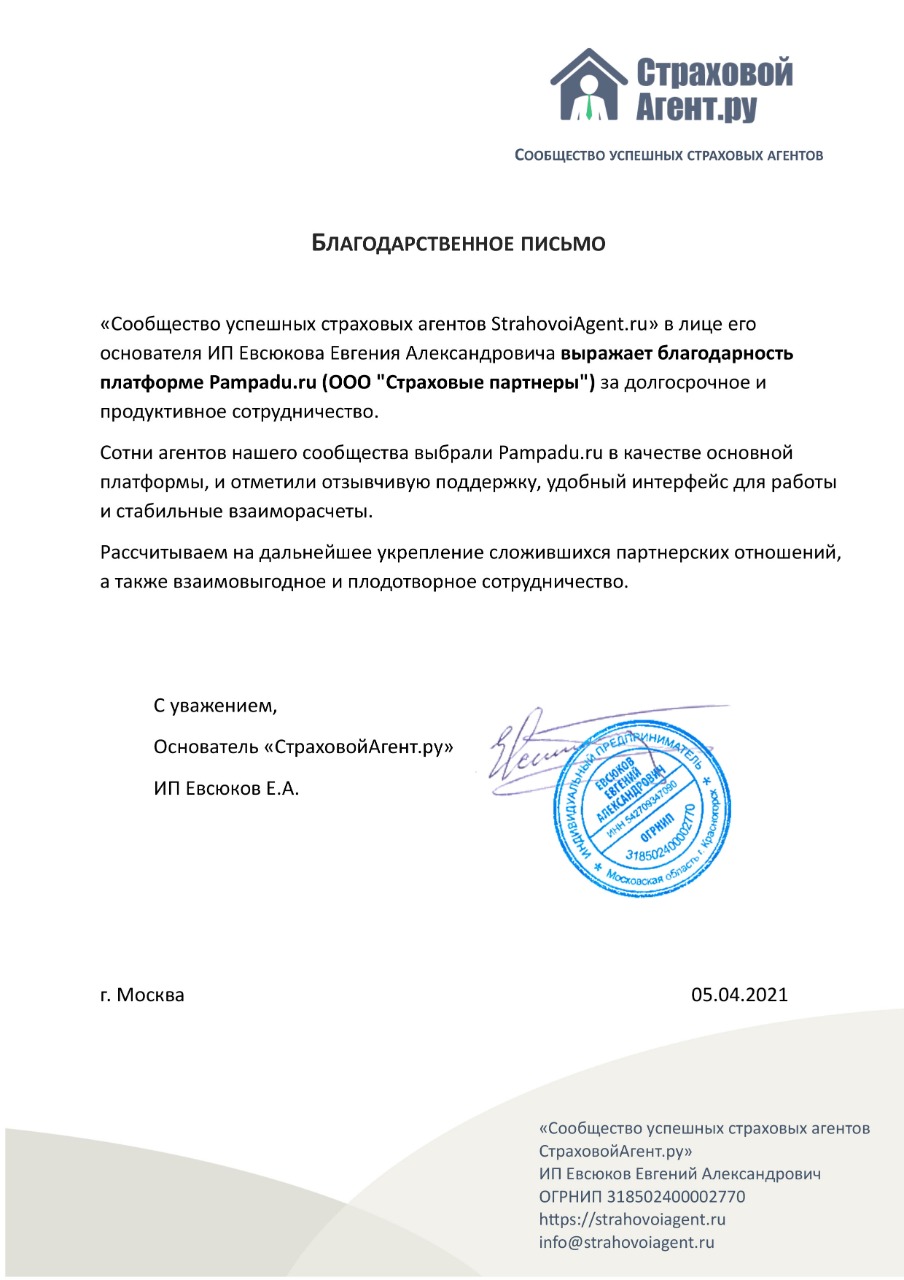 Страховой
Агент.ру
Сообщество успешных страховых агентов
Благодарственное письмо
«Сообщество успешных страховых агентов StrahovoiAgent.ru» в лице его
основателя ИП Евсюкова Евгения Александровича выражает благодарность
платформе Pampadu.ru (ООО "Страховые партнеры") за долгосрочное и
продуктивное сотрудничество.
Сотни агентов нашего сообщества выбрали Pampadu.ru в качестве основной
платформы, и отметили отзывчивую поддержку, удобный интерфейс для работы
и стабильные взаиморасчеты.
Рассчитываем на дальнейшее укрепление сложившихся партнерских отношений,
а также взаимовыгодное и плодотворное сотрудничество.
С уважением,
Основатель «СтраховойАгент.ру»
ИП Евсюков Е.А.
ИНДИВИДУАЛЬНЫЙ ПРЕДПРИНИМАТЕЛЬ
ЕВСЮКОВ
ЕВГЕНИЙ
АЛЕКСАНДРОВИЧ
ИНН 542709347090
ОГРНИП
318502400002770
* Московская область г. Красногорск *
г. Москва 05.04.2021
«Сообщество успешных страховых агентов
СтраховойАгент.ру»
ИП Евсюков Евгений Александрович
ОГРНИП 318502400002770
https://strahovoiagent.ru
info@strahovoiagent.ru